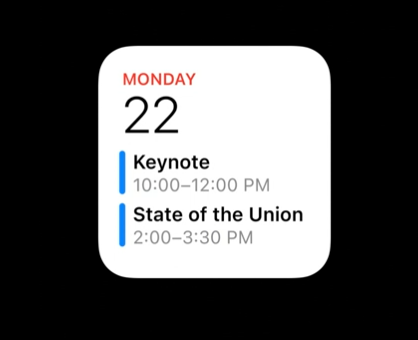 MONDAY
22
Keynote
10:00–12:00 PM
State of the Union
2:00–3:30 PM